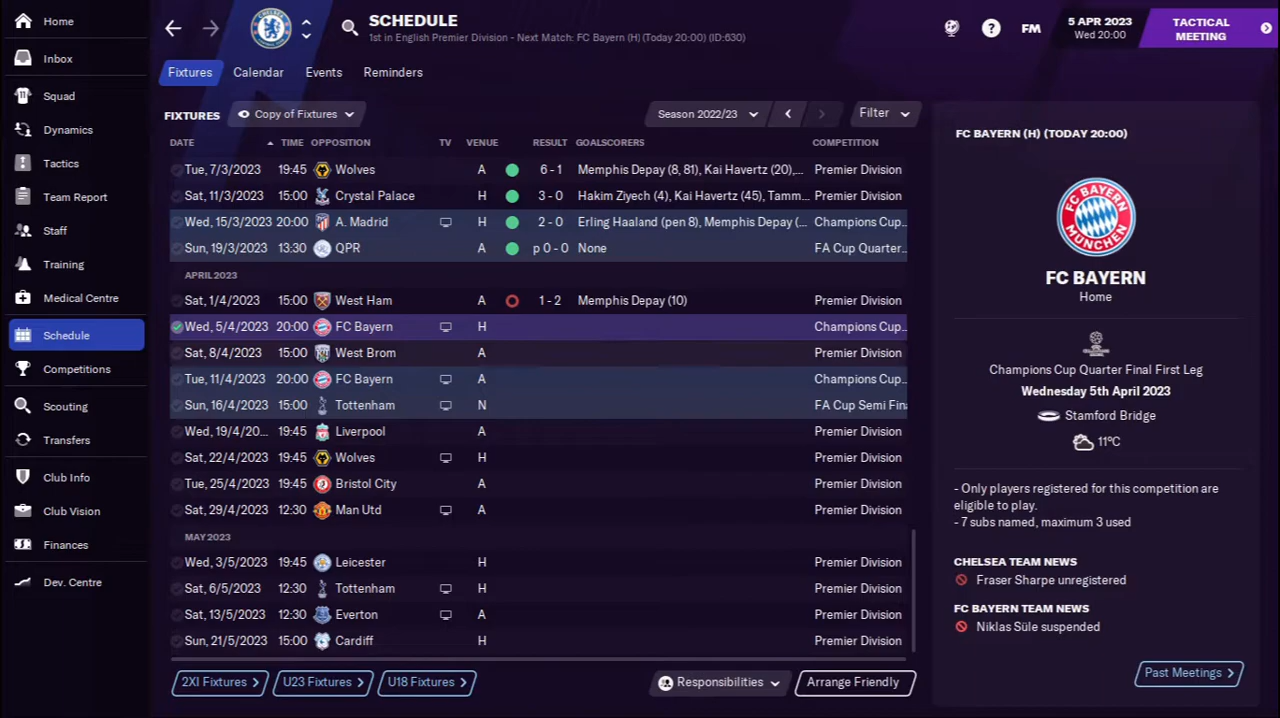 Home
Inbox
Squad
Dynamics
Tactics
Team Report
Staff
Training
Medical Centre
Schedule
Competitions
Scouting
Transfers
Club Info
Club Vision
Finances
Dev. Centre
SCHEDULE
1st in English Premier Division - Next Match: FC Bayern (H) (Today 20:00) (ID:630)
FM
5 APR 2023
Wed 20:00
TACTICAL
MEETING
Fixtures Calendar Events Reminders
FIXTURES Copy of Fixtures Season 2022/23 Filter
DATE TIME OPPOSITION TV VENUE RESULT GOALSCORERS COMPETITION
Tue, 7/3/2023 19:45 Wolves A 6 - 1 Memphis Depay (8, 81), Kai Havertz (20),... Premier Division
Sat, 11/3/2023 15:00 Crystal Palace H 3 - 0 Hakim Ziyech (4), Kai Havertz (45), Tamm... Premier Division
Wed, 15/3/2023 20:00 A. Madrid H 2 - 0 Erling Haaland (pen 8), Memphis Depay (... Champions Cup...
Sun, 19/3/2023 13:30 QPR A p 0 - 0 None FA Cup Quarter...
APRIL 2023
Sat, 1/4/2023 15:00 West Ham A 1 - 2 Memphis Depay (10) Premier Division
Wed, 5/4/2023 20:00 FC Bayern H Champions Cup...
Sat, 8/4/2023 15:00 West Brom A Premier Division
Tue, 11/4/2023 20:00 FC Bayern A Champions Cup...
Sun, 16/4/2023 15:00 Tottenham N FA Cup Semi Fin
Wed, 19/4/20... 19:45 Liverpool A Premier Division
Sat, 22/4/2023 19:45 Wolves H Premier Division
Tue, 25/4/2023 19:45 Bristol City A Premier Division
Sat, 29/4/2023 12:30 Man Utd A Premier Division
MAY 2023
Wed, 3/5/2023 19:45 Leicester H Premier Division
Sat, 6/5/2023 12:30 Tottenham H Premier Division
Sat, 13/5/2023 12:30 Everton A Premier Division
Sun, 21/5/2023 15:00 Cardiff H Premier Division
2XI Fixtures U23 Fixtures U18 Fixtures Responsibilities Arrange Friendly
FC BAYERN (H) (TODAY 20:00)
FC BAYERN
MÜNCHEN
FC BAYERN
Home
Champions Cup Quarter Final First Leg
Wednesday 5th April 2023
Stamford Bridge
11°C
- Only players registered for this competition are
eligible to play.
- 7 subs named, maximum 3 used
CHELSEA TEAM NEWS
Fraser Sharpe unregistered
FC BAYERN TEAM NEWS
Niklas Süle suspended
Past Meetings